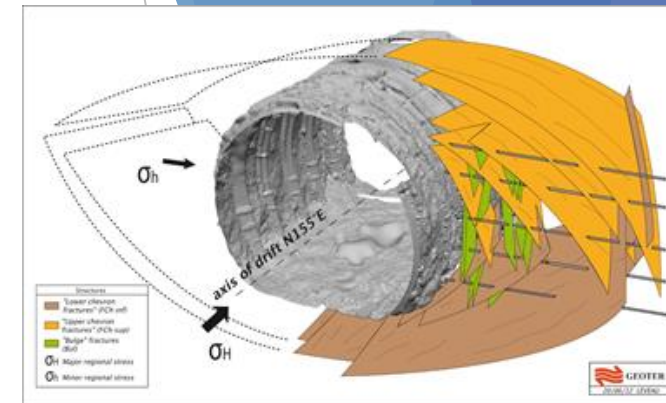 σh
axis of drift N155°E
σH
Structures
"Lower chevron
fractures" (FCh inf)
"Upper chevron
fractures" (FCh sup)
"Bulge" fractures
σH Major regional stress
σh Minor regional stress
GEOTER